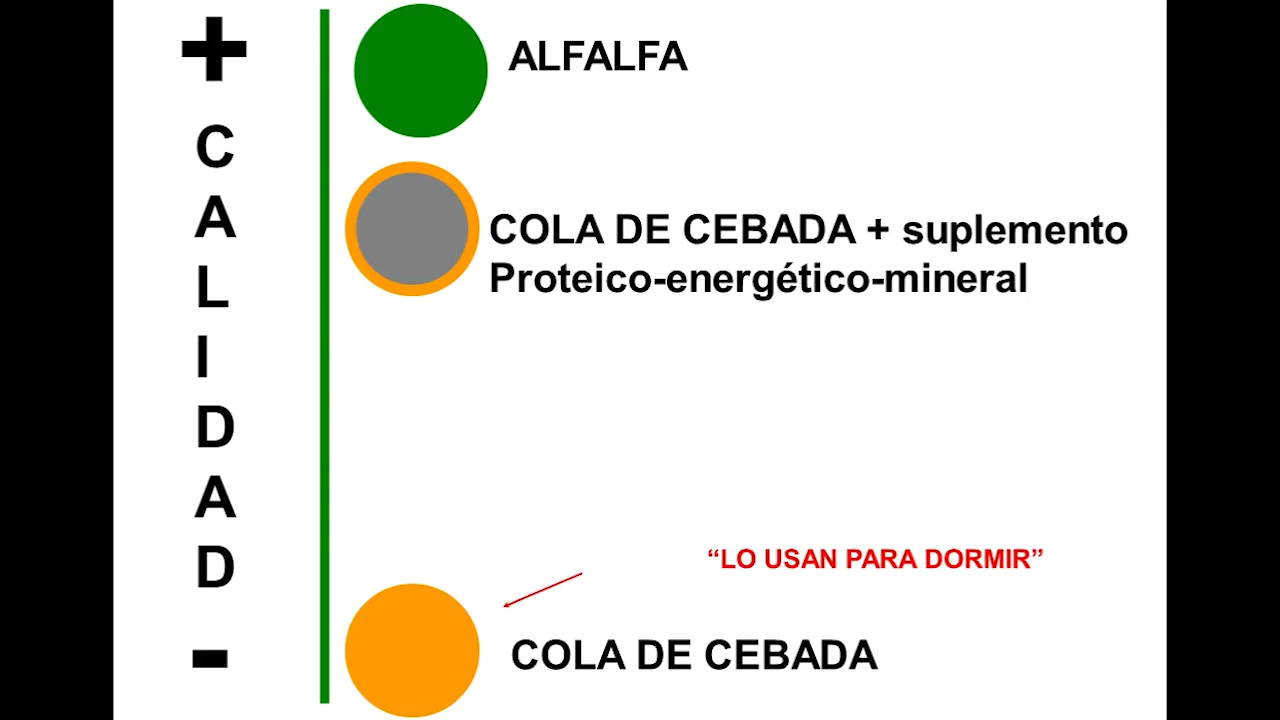 +
C
A
L
I
D
A
D
-
ALFALFA
COLA DE CEBADA + suplemento
Proteico-energético-mineral
“LO USAN PARA DORMIR”
COLA DE CEBADA